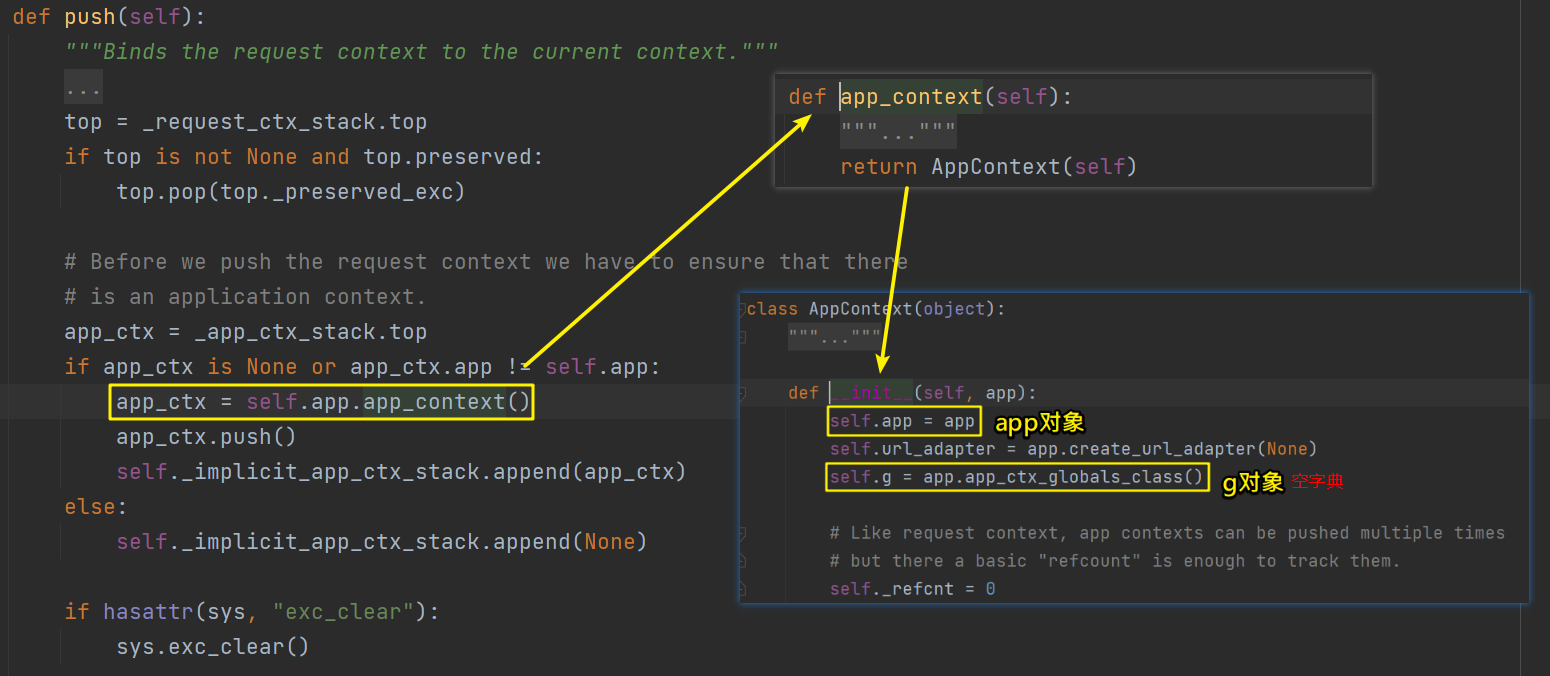 def push(self):
"""Binds the request context to the current context."""
...
top = _request_ctx_stack.top
if top is not None and top.preserved:
top.pop(top._preserved_exc)
# Before we push the request context we have to ensure that there
# is an application context.
app_ctx = _app_ctx_stack.top
if app_ctx is None or app_ctx.app != self.app:
app_ctx = self.app.app_context()
app_ctx.push()
self._implicit_app_ctx_stack.append(app_ctx)
else:
self._implicit_app_ctx_stack.append(None)
if hasattr(sys, "exc_clear"):
sys.exc_clear()
def app_context(self):
"""..."""
return AppContext(self)
class AppContext(object):
"""..."""
def __init__(self, app):
self.app = app app对象
self.url_adapter = app.create_url_adapter(None)
self.g = app.app_ctx_globals_class() g对象 空字典
# Like request context, app contexts can be pushed multiple times
# but there a basic "refcount" is enough to track them.
self._refcnt = 0